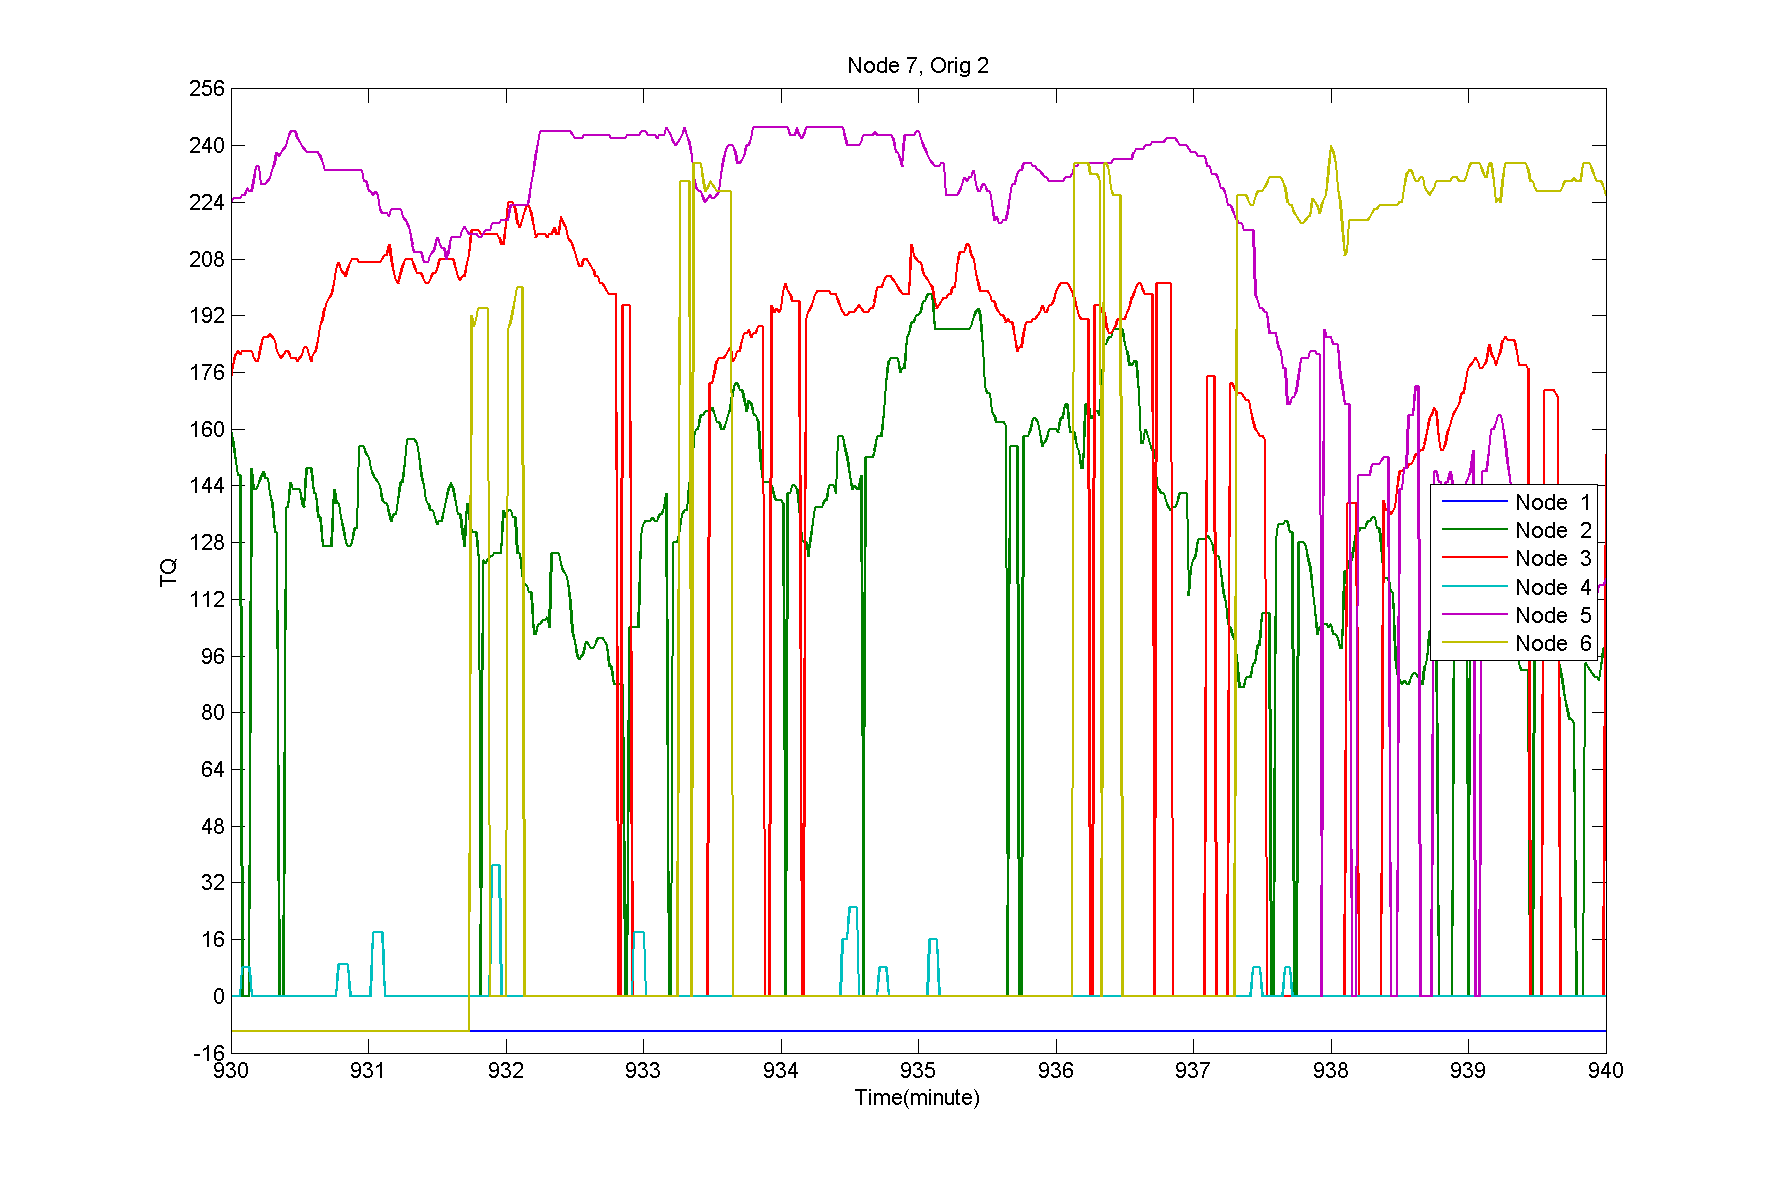 Node 7, Orig 2
256
240
224
208
192
176
160
144
128
112
96
80
64
48
32
16
0
-16
TQ
Node 1
Node 2
Node 3
Node 4
Node 5
Node 6
930 931 932 933 934 935 936 937 938 939 940
Time(minute)